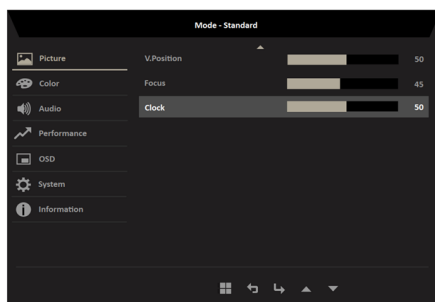 Mode - Standard
Picture
V.Position 50
Color
Focus 45
Audio
Clock 50
Performance
OSD
System
Information